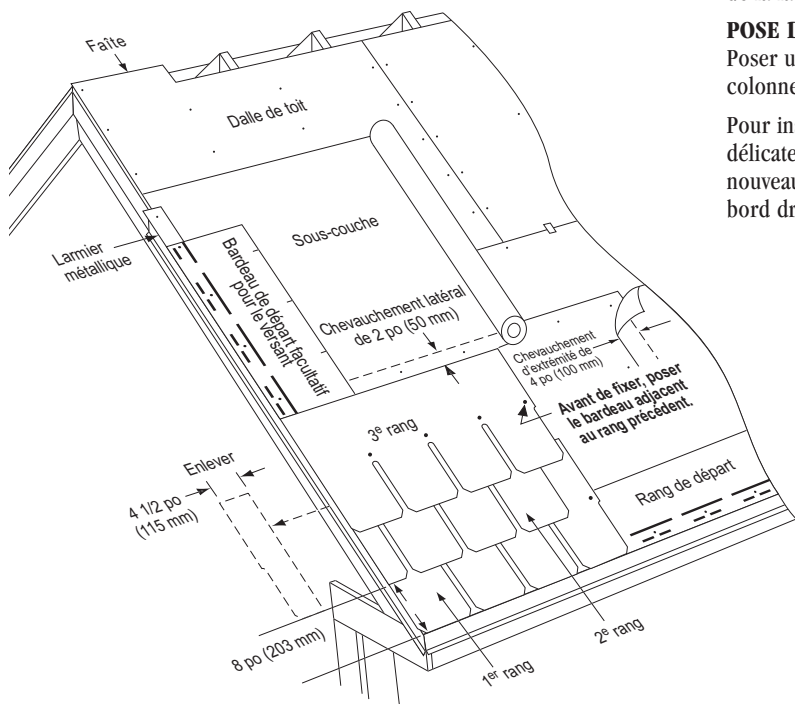 Faîte
Dalle de toit
Sous-couche
Larmier
métallique
Bardeau de départ facultatif
pour le versant
Chevauchement latéral
de 2 po (50 mm)
Chevauchement
d'extrémité de
4 po (100 mm)
Avant de fixer, poser
le bardeau adjacent
au rang précédent.
3e rang
Enlever
4 1/2 po
(115 mm)
Rang de départ
8 po (203 mm)
1er rang
2e rang
POSE
Poser
colonne
Pour
délicate
nouveau
bord